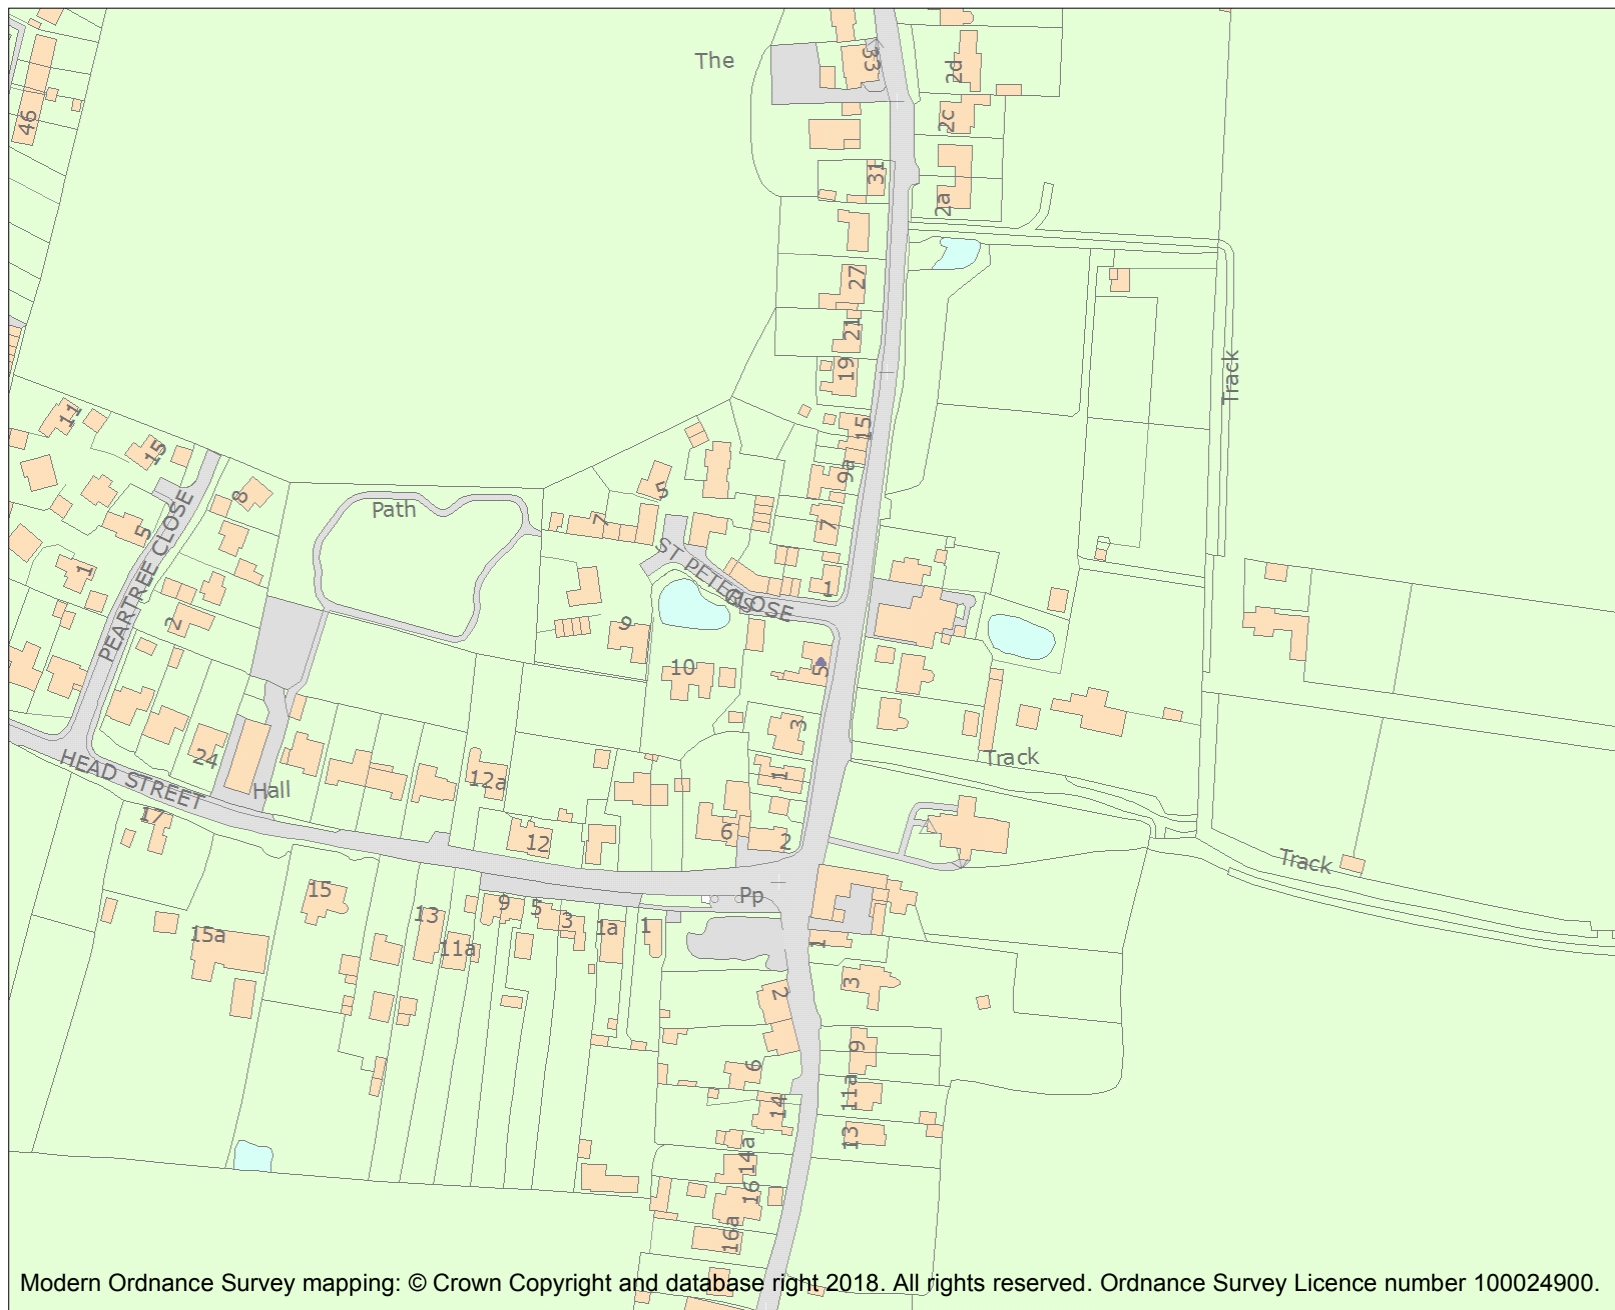 The
33
2d
2c
46
31
2a
27
21
Track
19
11
15
15
9a
8
5
Path
7
7
5
ST PETERS
CLOSE
1
1
PEARTREE CLOSE
2
9
10
5
3
24
HEAD STREET
Hall
12a
1
Track
17
12
6
2
Track
15
13
9
5
3
1a
1
Pp
15a
11a
1
2
3
9
6
11a
14
13
14a
16
16a
Modern Ordnance Survey mapping: © Crown Copyright and database right 2018. All rights reserved. Ordnance Survey Licence number 100024900.